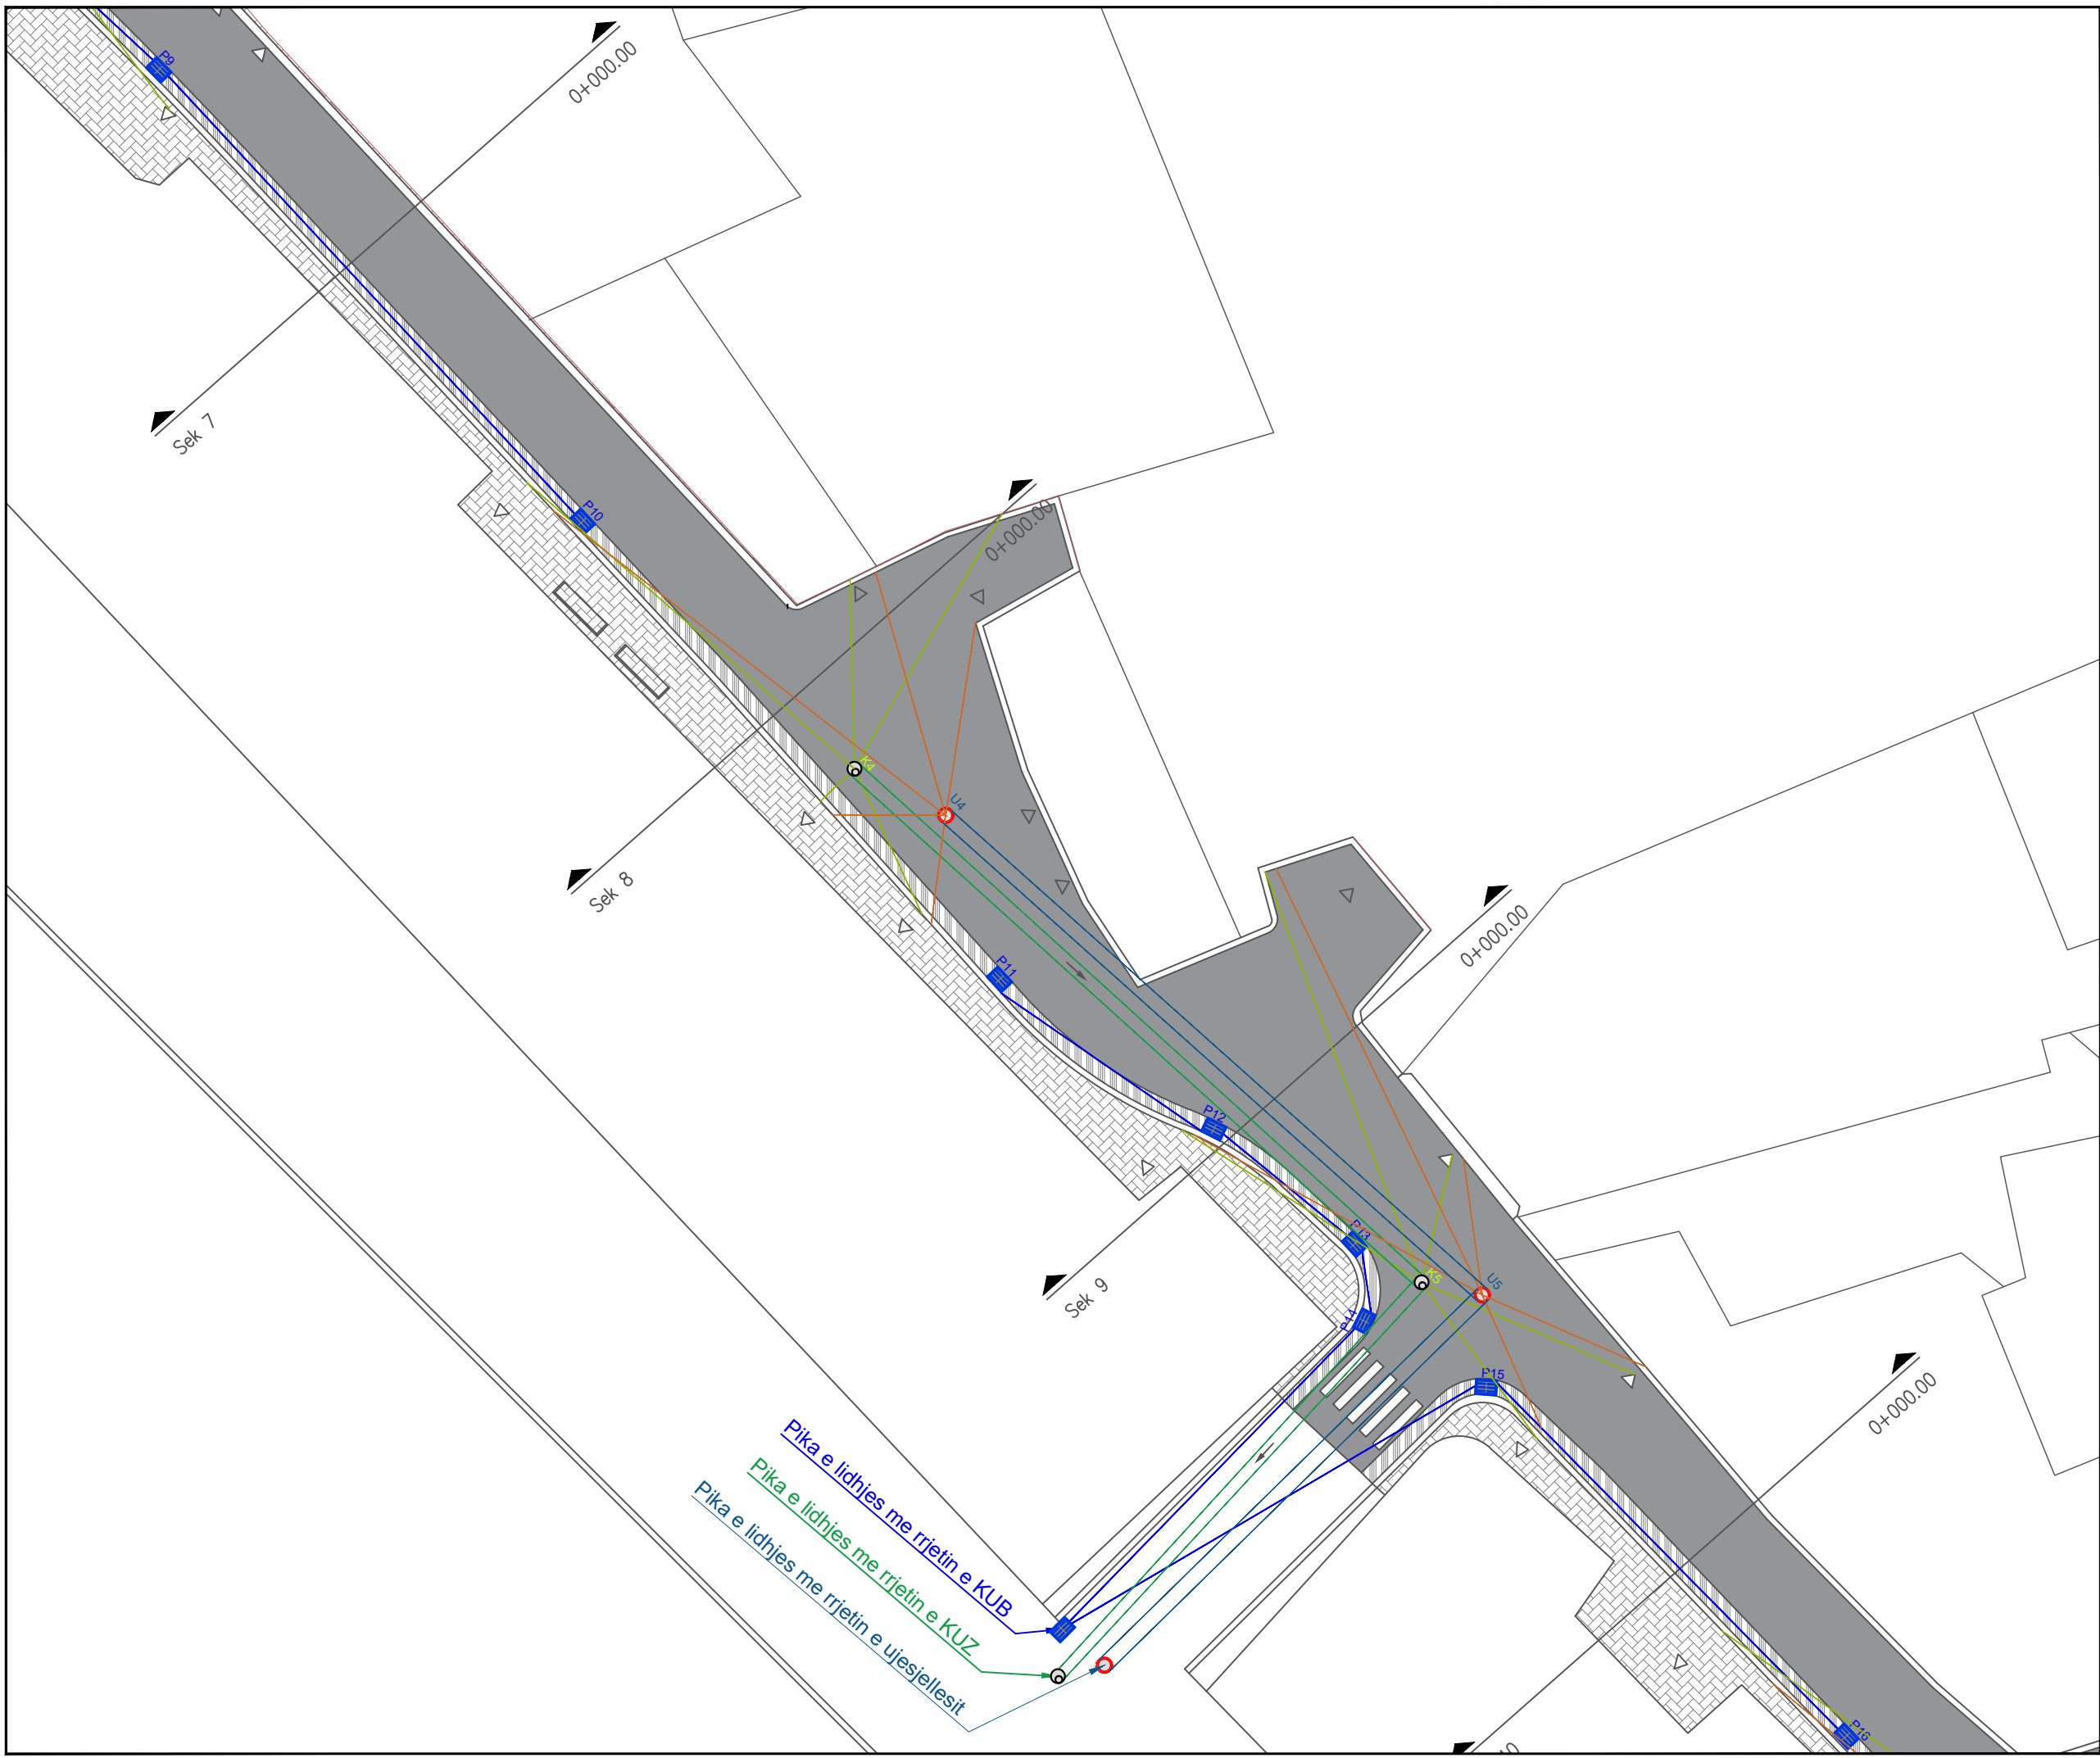 P9
0+000.00
Sek 7
P10
0+000.00
K4
U4
Sek 8
0+000.00
P11
P12
P13
K5
U5
Sek 9
P14
P15
0+000.00
Pika e lidhjes me rrjetin e KUB
Pika e lidhjes me rrjetin e KUZ
Pika e lidhjes me rrjetin e ujesjellesit
P16